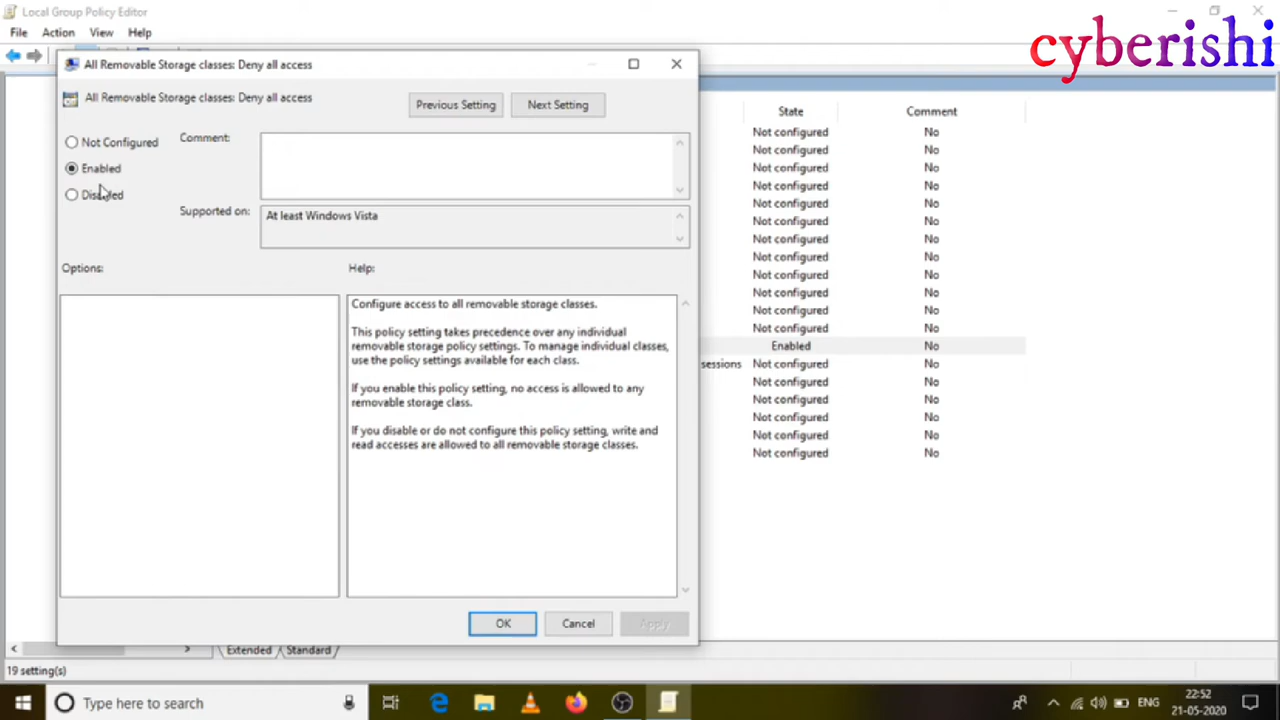 Local Group Policy Editor
cyberishi
File Action View Help
All Removable Storage classes: Deny all access
All Removable Storage classes: Deny all access
Previous Setting Next Setting
Not Configured
Comment:
Enabled
Disabled
Supported on:
At least Windows Vista
Options:
Help:
Configure access to all removable storage classes.
This policy setting takes precedence over any individual
removable storage policy settings. To manage individual classes,
use the policy settings available for each class.
If you enable this policy setting, no access is allowed to any
removable storage class.
If you disable or do not configure this policy setting, write and
read accesses are allowed to all removable storage classes.
OK Cancel Apply
State Comment
Not configured No
Not configured No
Not configured No
Not configured No
Not configured No
Not configured No
Not configured No
Not configured No
Not configured No
Not configured No
Not configured No
Not configured No
Enabled No
sessions Not configured No
Not configured No
Not configured No
Not configured No
Not configured No
Not configured No
Extended Standard
19 setting(s)
Type here to search
ENG
22:52
21-05-2020